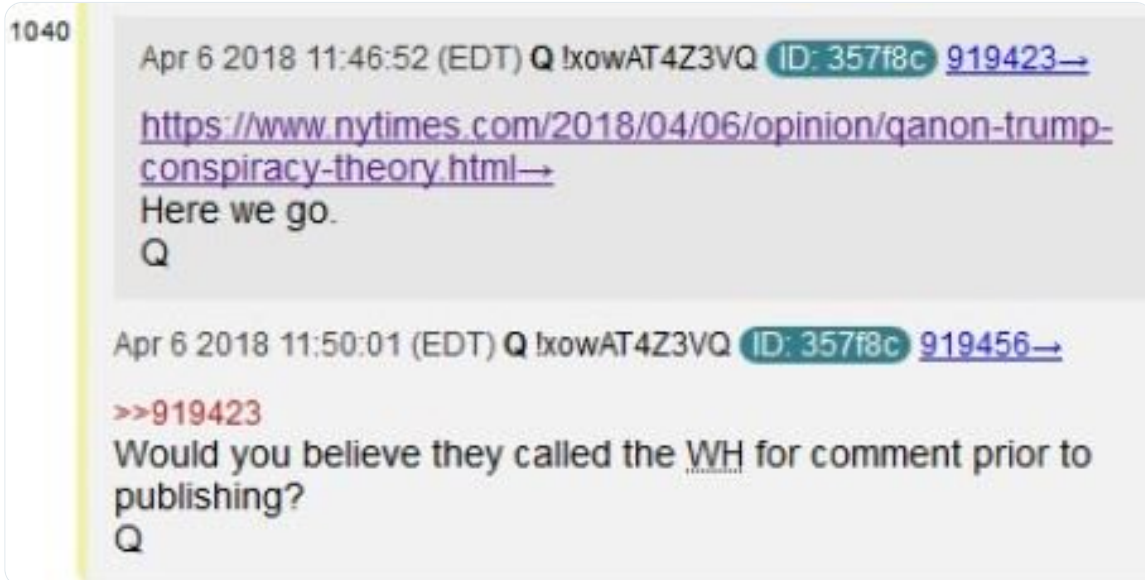 1040
Apr 6 2018 11:46:52 (EDT) Q !xowAT4Z3VQ ID: 357f8c 919423→
https://www.nytimes.com/2018/04/06/opinion/qanon-trump-
conspiracy-theory.html→
Here we go.
Q
Apr 6 2018 11:50:01 (EDT) Q !xowAT4Z3VQ ID: 357f8c 919456→
>>919423
Would you believe they called the WH for comment prior to
publishing?
Q